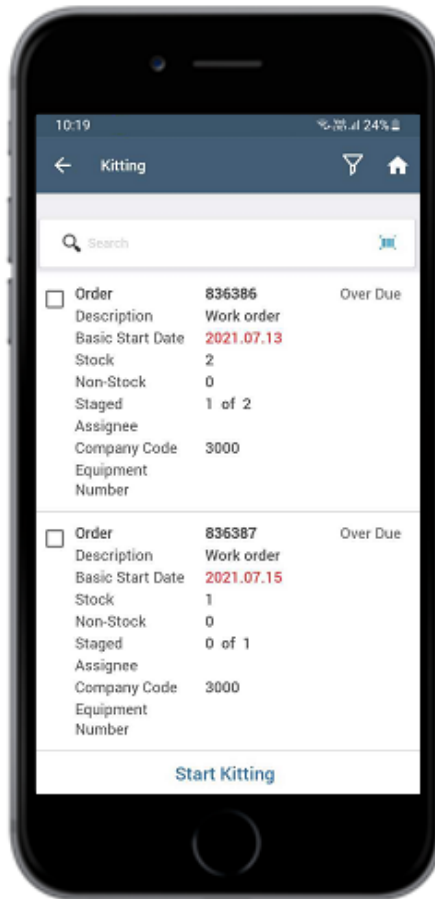 10:19 24%
Kitting
Search
Order 836386 Over Due
Description Work order
Basic Start Date 2021.07.13
Stock 2
Non-Stock 0
Staged 1 of 2
Assignee
Company Code 3000
Equipment
Number
Order 836387 Over Due
Description Work order
Basic Start Date 2021.07.15
Stock 1
Non-Stock 0
Staged 0 of 1
Assignee
Company Code 3000
Equipment
Number
Start Kitting